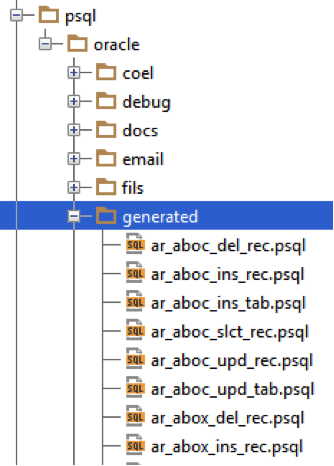 psql
oracle
coel
debug
docs
email
fils
generated
SQL ar_aboc_del_rec.psql
SQL ar_aboc_ins_rec.psql
SQL ar_aboc_ins_tab.psql
SQL ar_aboc_slct_rec.psql
SQL ar_aboc_upd_rec.psql
SQL ar_aboc_upd_tab.psql
SQL ar_abox_del_rec.psql
SQL ar_abox_ins_rec.psql